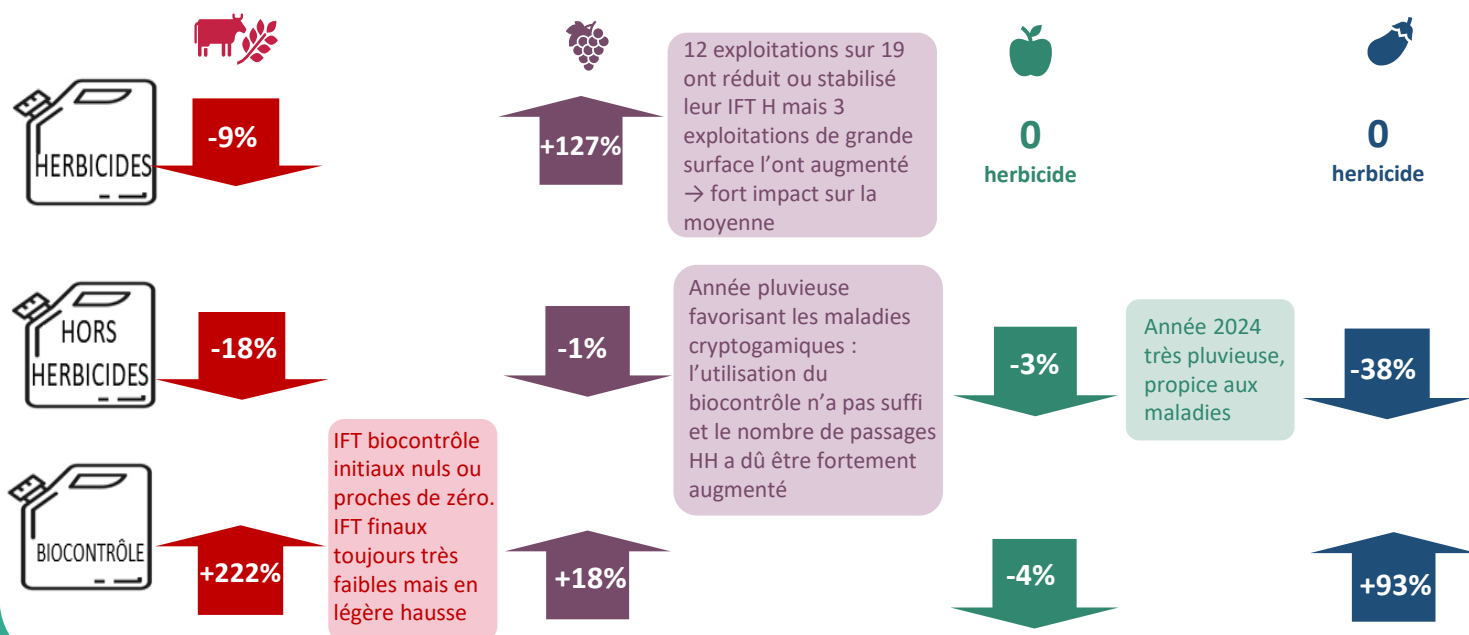 HERBICIDES
-9%
+127%
12 exploitations sur 19
ont réduit ou stabilisé
leur IFT H mais 3
exploitations de grande
surface l’ont augmenté
→ fort impact sur la
moyenne
0
herbicide
0
herbicide
HORS
HERBICIDES
-18%
-1%
Année pluvieuse
favorisant les maladies
cryptogamiques :
l’utilisation du
biocontrôle n’a pas suffi
et le nombre de passages
HH a dû être fortement
augmenté
-3%
Année 2024
très pluvieuse,
propice aux
maladies
-38%
BIOCONTRÔLE
+222%
IFT biocontrôle
initiaux nuls ou
proches de zéro.
IFT finaux
toujours très
faibles mais en
légère hausse
+18%
-4%
+93%